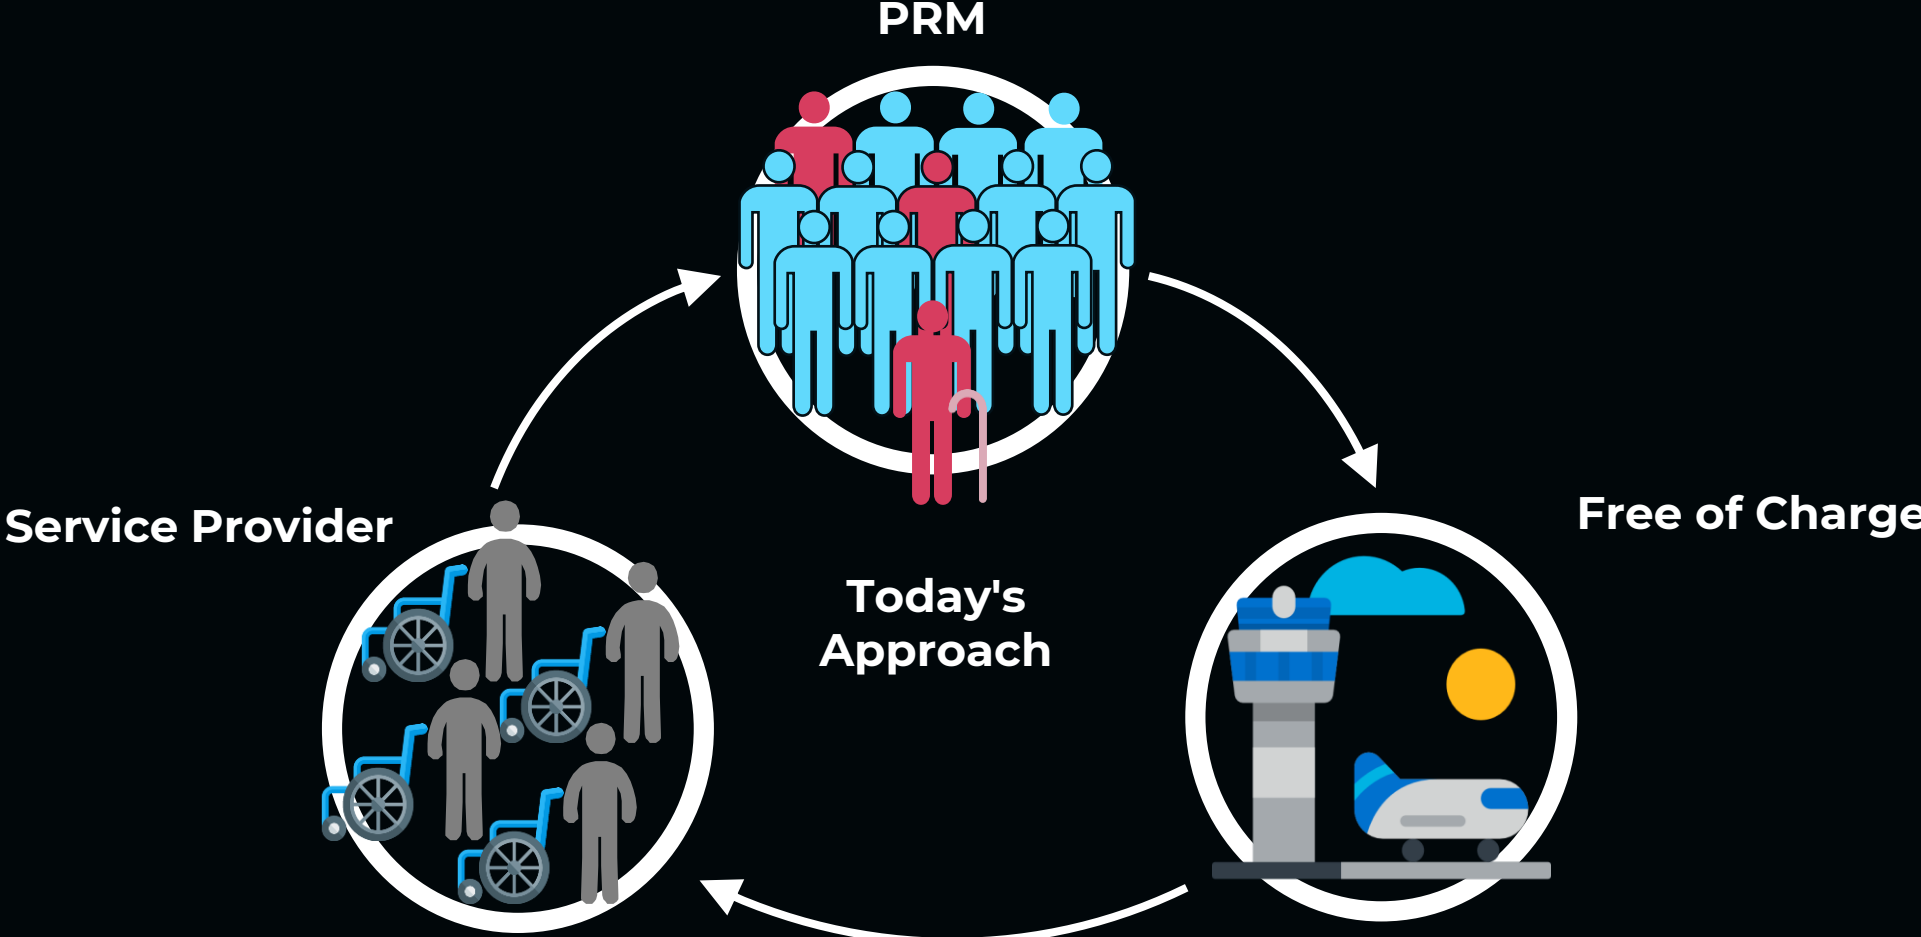 PRM
Service Provider
Free of Charge
Today's
Approach